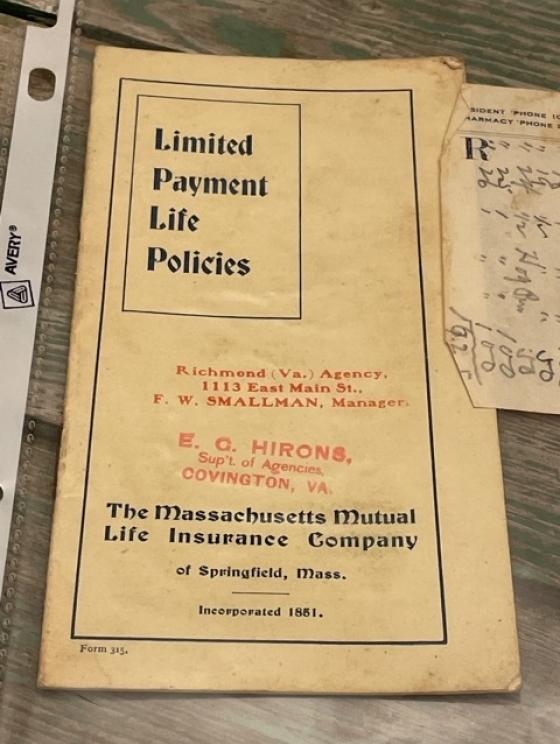 Limited
Payment
Life
Policies
Richmond (Va.) Agency,
1113 East Main St.,
F. W. SMALLMAN, Manager.
E. G. HIRONS,
Sup't. of Agencies,
COVINGTON, VA.
The Massachusetts Mutual
Life Insurance Company
of Springfield, Mass.
Incorporated 1851.
Form 315.
AVERY®
SIDENT 'PHONE
HARMACY 'PHONE
R